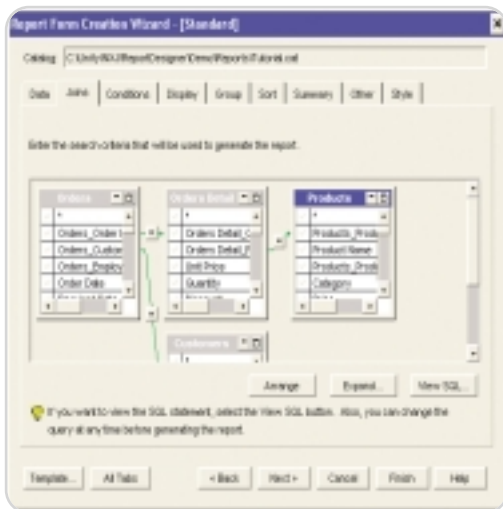 Report Form Creation Wizard - [Standard]
Catalog:
Data Joins Conditions Display Group Sort Summary Other Style
Enter the search criteria that will be used to generate the report.
Orders Orders Detail Products
* * *
Products_Prod
Orders_Custom Product Name
Orders_Employ Unit Price Products_Prod
Order Date Quantity Category
Customers
*
Arrange Expand... View SQL...
If you want to view the SQL statement, select the View SQL button. Also, you can change the
query at any time before generating the report.
Template... All Tabs < Back Next > Cancel Finish Help